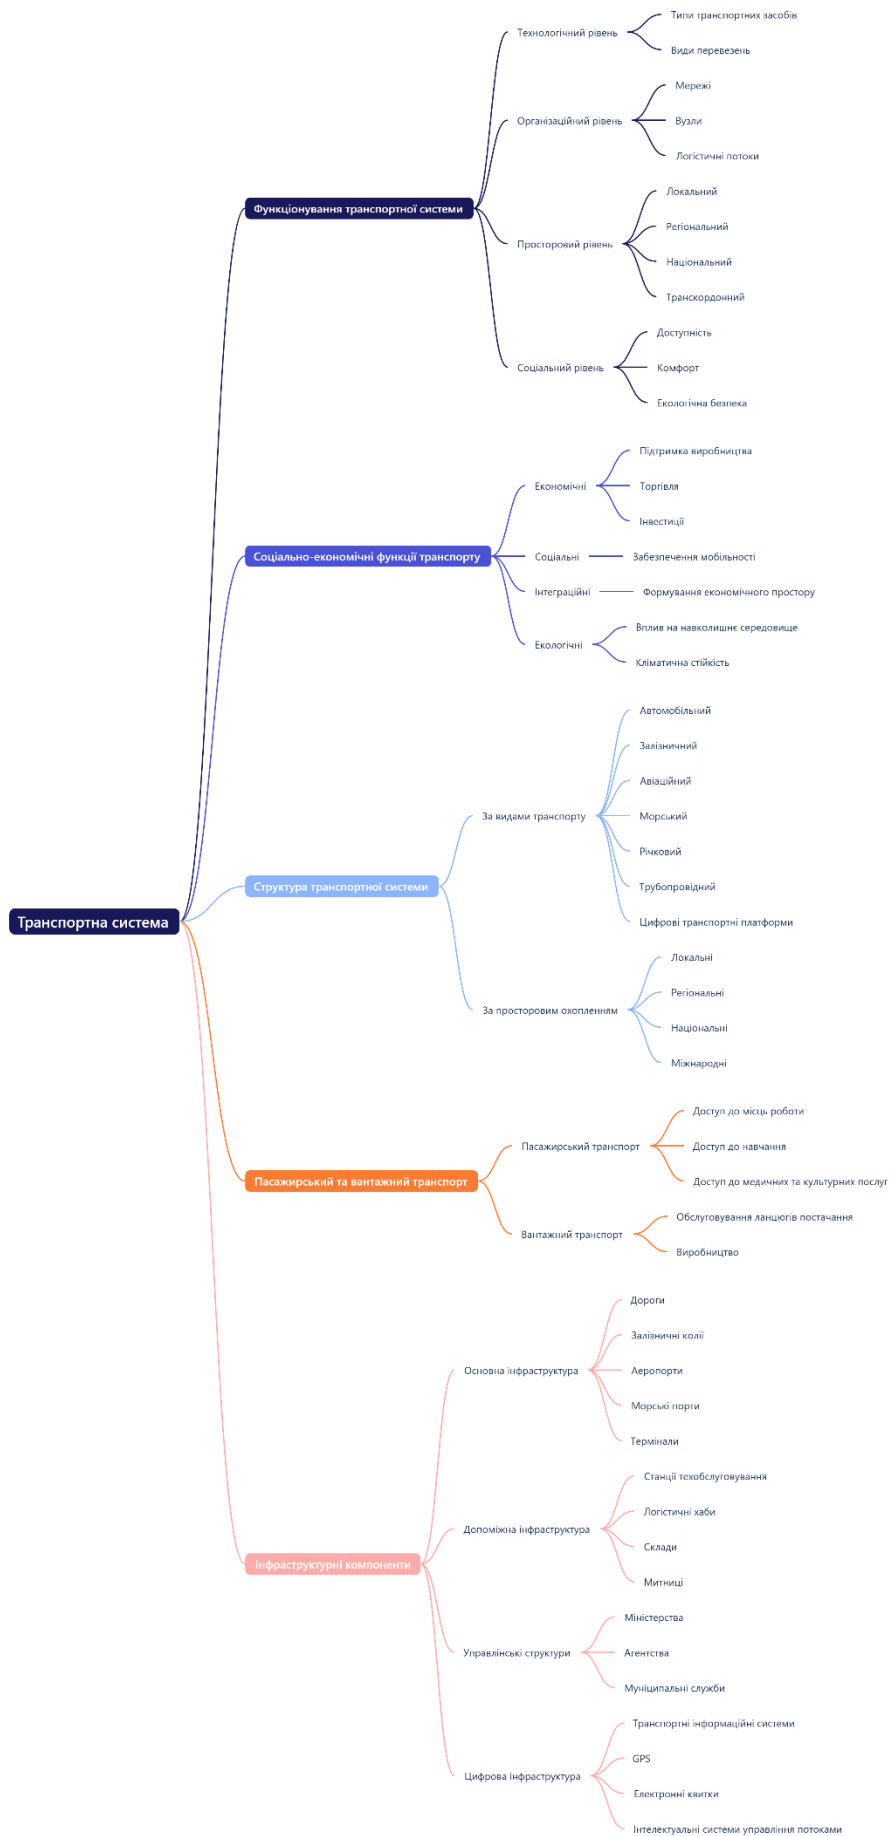 Транспортна система
Функціонування транспортної системи
Технологічний рівень
Типи транспортних засобів
Види перевезень
Організаційний рівень
Мережі
Вузли
Логістичні потоки
Просторовий рівень
Локальний
Регіональний
Національний
Транскордонний
Соціальний рівень
Доступність
Комфорт
Екологічна безпека
Соціально-економічні функції транспорту
Економічні
Підтримка виробництва
Торгівля
Інвестиції
Соціальні
Забезпечення мобільності
Інтеграційні
Формування економічного простору
Екологічні
Вплив на навколишнє середовище
Кліматична стійкість
Структура транспортної системи
За видами транспорту
Автомобільний
Залізничний
Авіаційний
Морський
Річковий
Трубопровідний
Цифрові транспортні платформи
За просторовим охопленням
Локальні
Регіональні
Національні
Міжнародні
Пасажирський та вантажний транспорт
Пасажирський транспорт
Доступ до місць роботи
Доступ до навчання
Доступ до медичних та культурних послуг
Вантажний транспорт
Обслуговування ланцюгів постачання
Виробництво
Інфраструктурні компоненти
Основна інфраструктура
Дороги
Залізничні колії
Аеропорти
Морські порти
Термінали
Допоміжна інфраструктура
Станції техобслуговування
Логістичні хаби
Склади
Митниці
Управлінські структури
Міністерства
Агентства
Муніципальні служби
Цифрова інфраструктура
Транспортні інформаційні системи
GPS
Електронні квитки
Інтелектуальні системи управління потоками